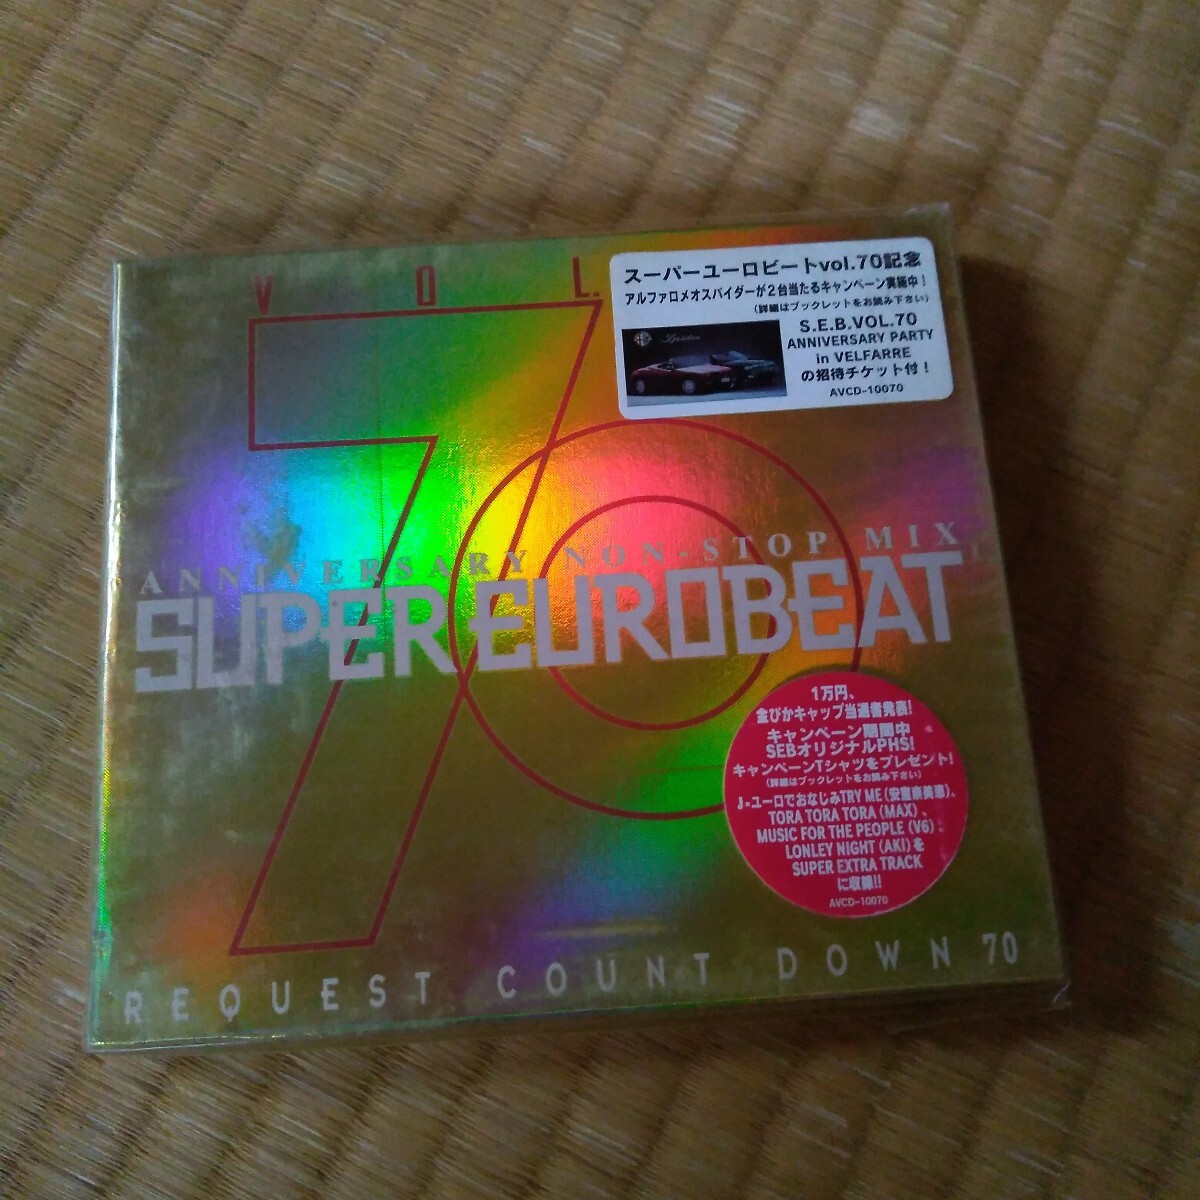 VOL.
70
スーパーユーロビートvol.70記念
アルファロメオスパイダーが2台当たるキャンペーン実施中!
(詳細はブックレットをお読み下さい)
S.E.B.VOL.70
ANNIVERSARY PARTY
in VELFARRE
の招待チケット付!
AVCD-10070
ANNIVERSARY NON-STOP MIX
SUPER EUROBEAT
1万円、
金ぴかキャップ当選者発表!
キャンペーン期間中
SEBオリジナルPHS!
キャンペーンTシャツをプレゼント!
(詳細はブックレットをお読み下さい)
J-ユーロでおなじみTRY ME (安室奈美恵)、
TORA TORA TORA (MAX)、
MUSIC FOR THE PEOPLE (V6)
LONLEY NIGHT (AKI) を
SUPER EXTRA TRACK
に収録!!
AVCD-10070
REQUEST COUNT DOWN 70